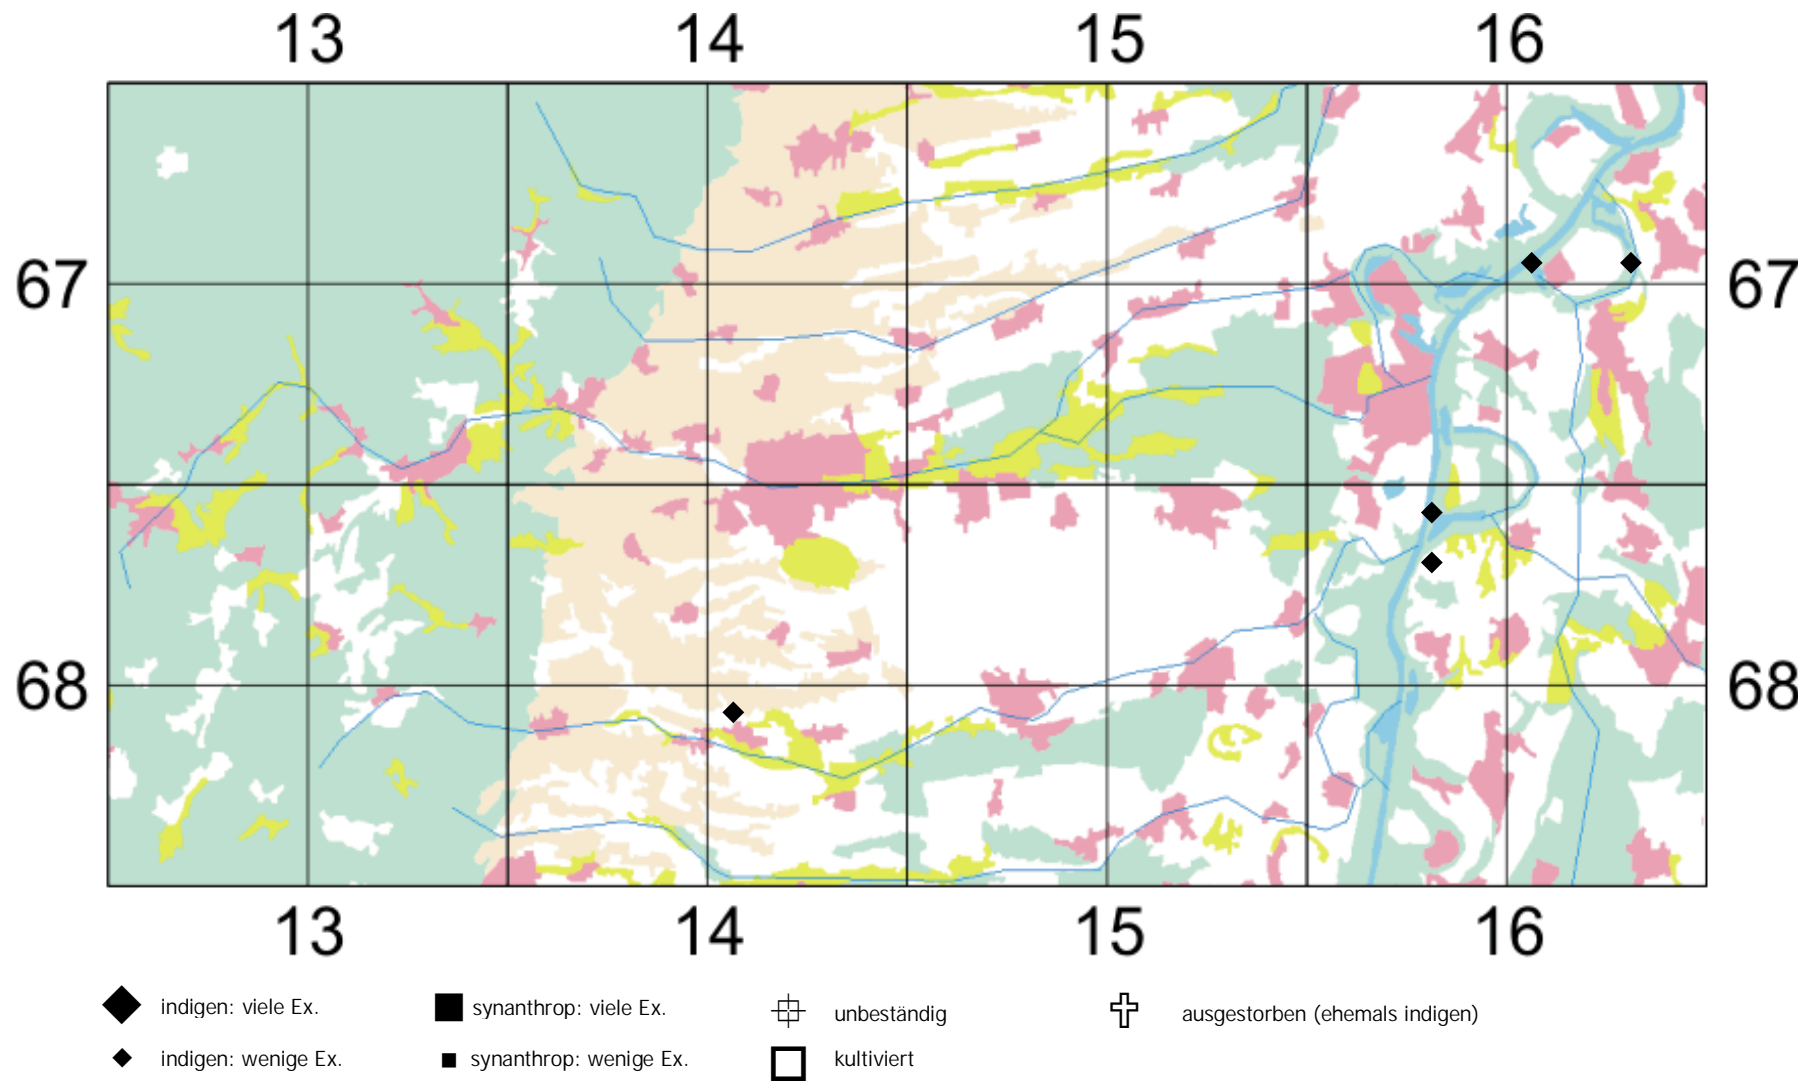 13 14 15 16
67 67
68 68
13 14 15 16
indigen: viele Ex. synanthrop: viele Ex. unbeständig ausgestorben (ehemals indigen)
indigen: wenige Ex. synanthrop: wenige Ex. kultiviert